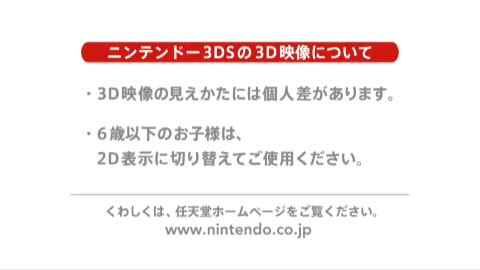 ニンテンドー3DSの3D映像について
・3D映像の見えかたには個人差があります。
・6歳以下のお子様は、
2D表示に切り替えてご使用ください。
くわしくは、任天堂ホームページをご覧ください。
www.nintendo.co.jp